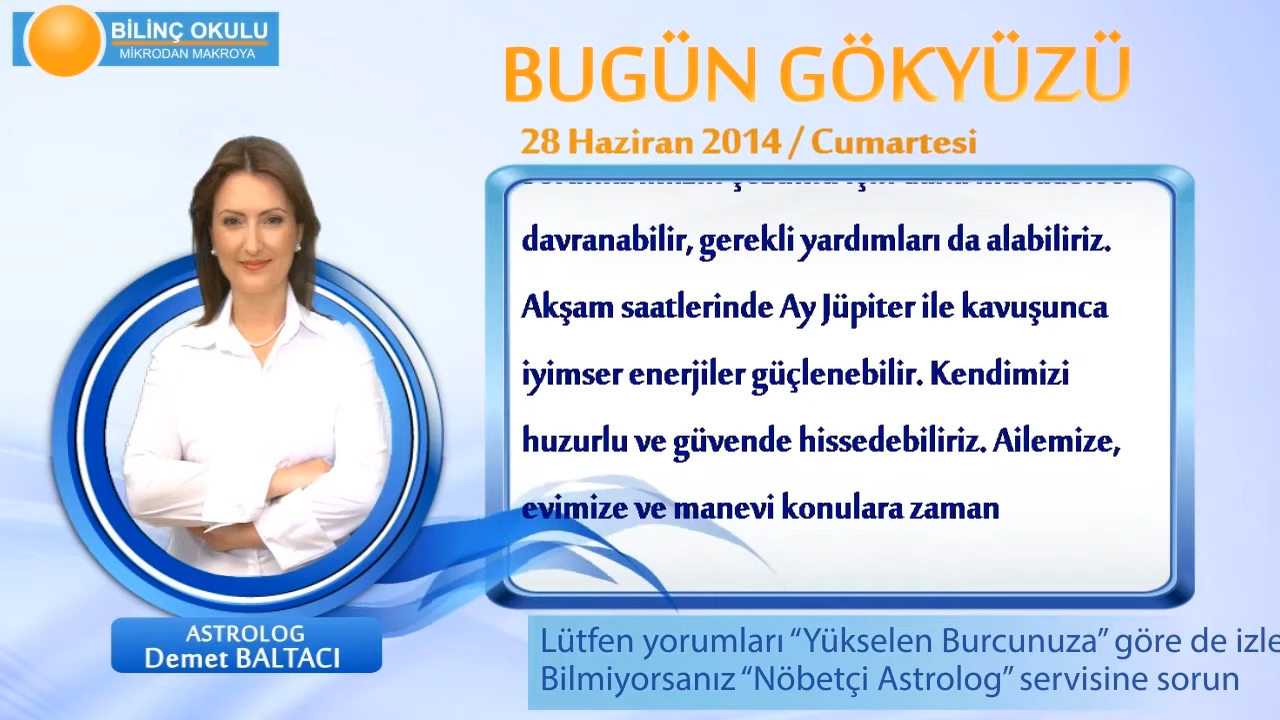 BİLİNÇ OKULU
MİKRODAN MAKROYA
BUGÜN GÖKYÜZÜ
28 Haziran 2014 / Cumartesi
davranabilir, gerekli yardımları da alabiliriz.
Akşam saatlerinde Ay Jüpiter ile kavuşunca
iyimser enerjiler güçlenebilir. Kendimizi
huzurlu ve güvende hissedebiliriz. Ailemize,
evimize ve manevi konulara zaman
ASTROLOG
Demet BALTACI
Lütfen yorumları “Yükselen Burcunuza” göre de izle
Bilmiyorsanız “Nöbetçi Astrolog” servisine sorun